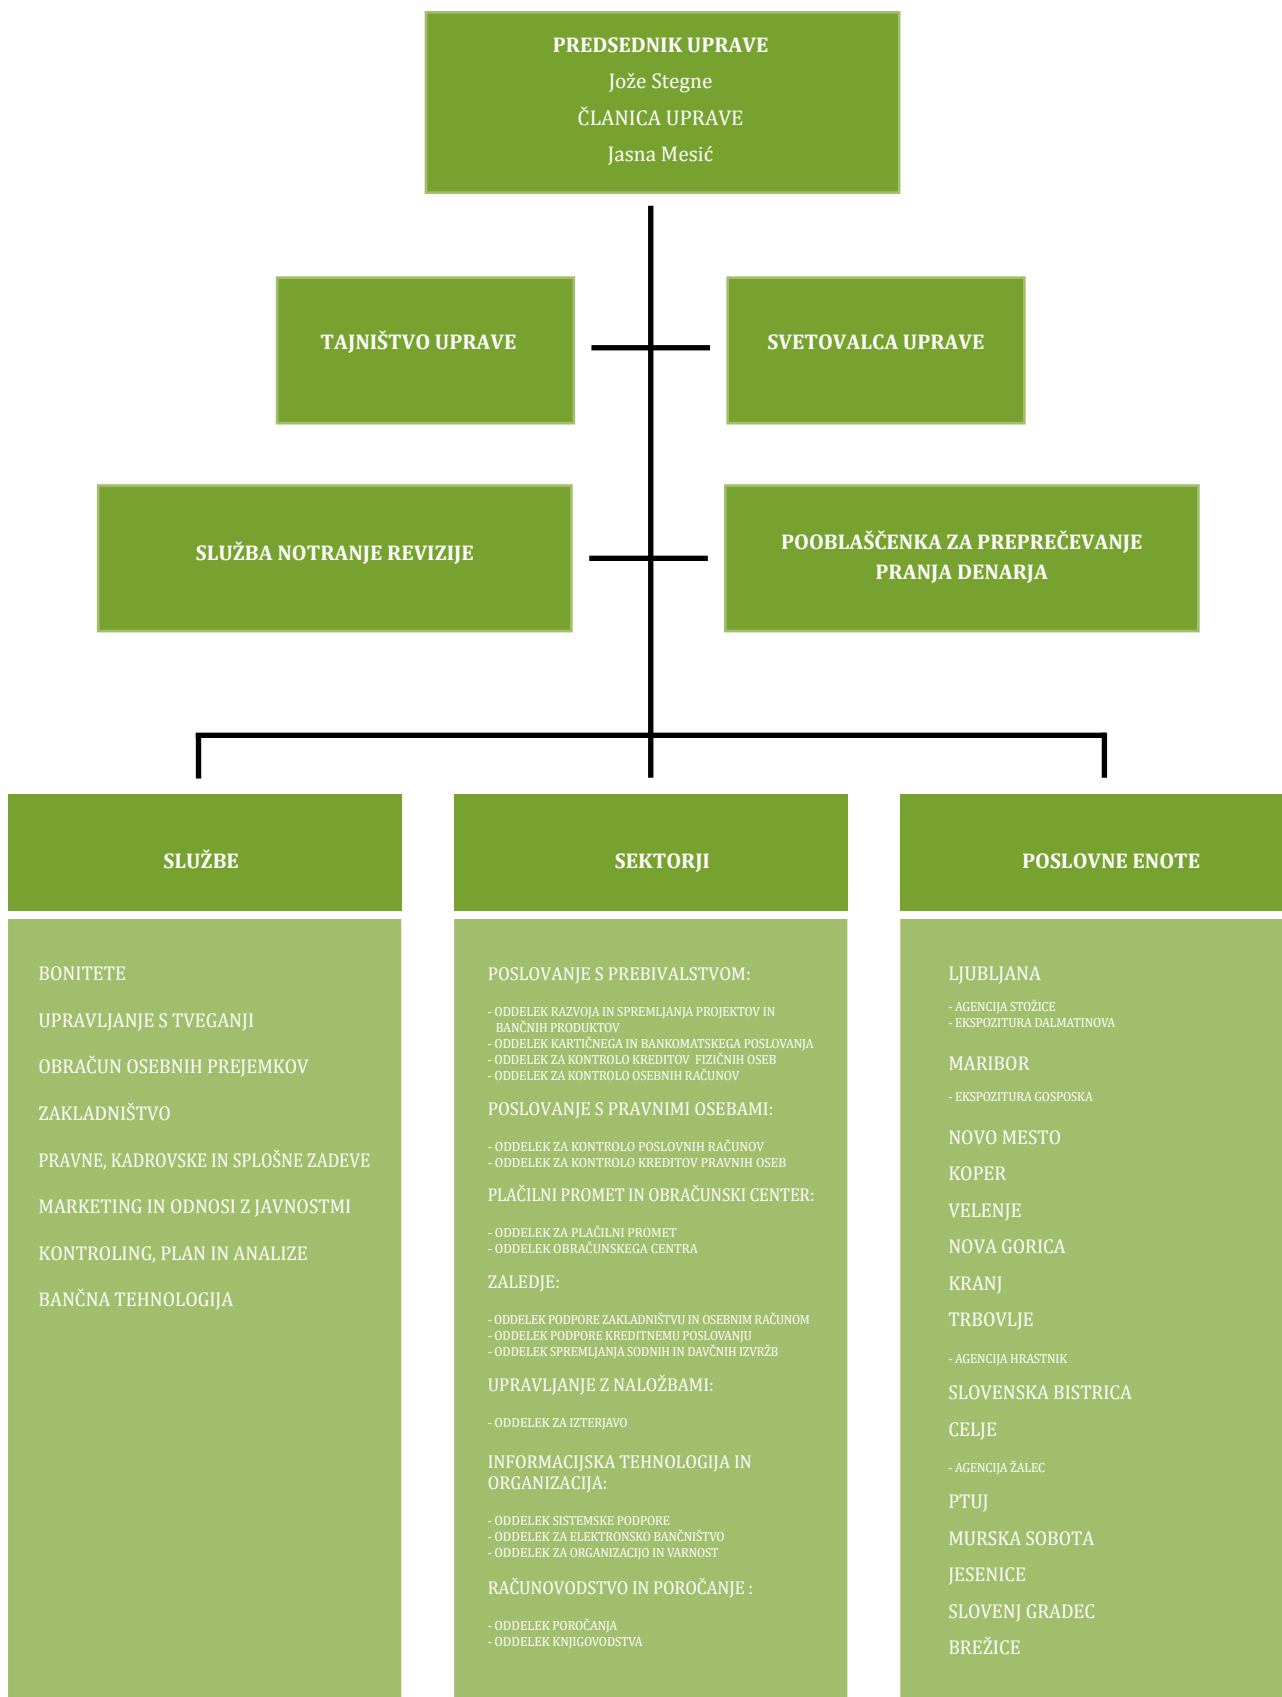 PREDSEDNIK UPRAVE
Jože Stegne
ČLANICA UPRAVE
Jasna Mesić
TAJNIŠTVO UPRAVE
SVETOVALCA UPRAVE
SLUŽBA NOTRANJE REVIZIJE
POOBLAŠČENKA ZA PREPREČEVANJE
PRANJA DENARJA
SLUŽBE
BONITETE
UPRAVLJANJE S TVEGANJI
OBRAČUN OSEBNIH PREJEMKOV
ZAKLADNIŠTVO
PRAVNE, KADROVSKE IN SPLOŠNE ZADEVE
MARKETING IN ODNOSI Z JAVNOSTMI
KONTROLING, PLAN IN ANALIZE
BANČNA TEHNOLOGIJA
SEKTORJI
POSLOVANJE S PREBIVALSTVOM:
- ODDELEK RAZVOJA IN SPREMLJANJA PROJEKTOV IN
BANČNIH PRODUKTOV
- ODDELEK KARTIČNEGA IN BANKOMATSKEGA POSLOVANJA
- ODDELEK ZA KONTROLO KREDITOV FIZIČNIH OSEB
- ODDELEK ZA KONTROLO OSEBNIH RAČUNOV
POSLOVANJE S PRAVNIMI OSEBAMI:
- ODDELEK ZA KONTROLO POSLOVNIH RAČUNOV
- ODDELEK ZA KONTROLO KREDITOV PRAVNIH OSEB
PLAČILNI PROMET IN OBRAČUNSKI CENTER:
- ODDELEK ZA PLAČILNI PROMET
- ODDELEK OBRAČUNSKEGA CENTRA
ZALEDJE:
- ODDELEK PODPORE ZAKLADNIŠTVU IN OSEBNIM RAČUNOM
- ODDELEK PODPORE KREDITNEMU POSLOVANJU
- ODDELEK SPREMLJANJA SODNIH IN DAVČNIH IZVRŽB
UPRAVLJANJE Z NALOŽBAMI:
- ODDELEK ZA IZTERJAVO
INFORMACIJSKA TEHNOLOGIJA IN
ORGANIZACIJA:
- ODDELEK SISTEMSKE PODPORE
- ODDELEK ZA ELEKTRONSKO BANČNIŠTVO
- ODDELEK ZA ORGANIZACIJO IN VARNOST
RAČUNOVODSTVO IN POROČANJE :
- ODDELEK POROČANJA
- ODDELEK KNJIGOVODSTVA
POSLOVNE ENOTE
LJUBLJANA
- AGENCIJA STOŽICE
- EKSPOZITURA DALMATINOVA
MARIBOR
- EKSPOZITURA GOSPOSKA
NOVO MESTO
KOPER
VELENJE
NOVA GORICA
KRANJ
TRBOVLJE
- AGENCIJA HRASTNIK
SLOVENSKA BISTRICA
CELJE
- AGENCIJA ŽALEC
PTUJ
MURSKA SOBOTA
JESENICE
SLOVENJ GRADEC
BREŽICE